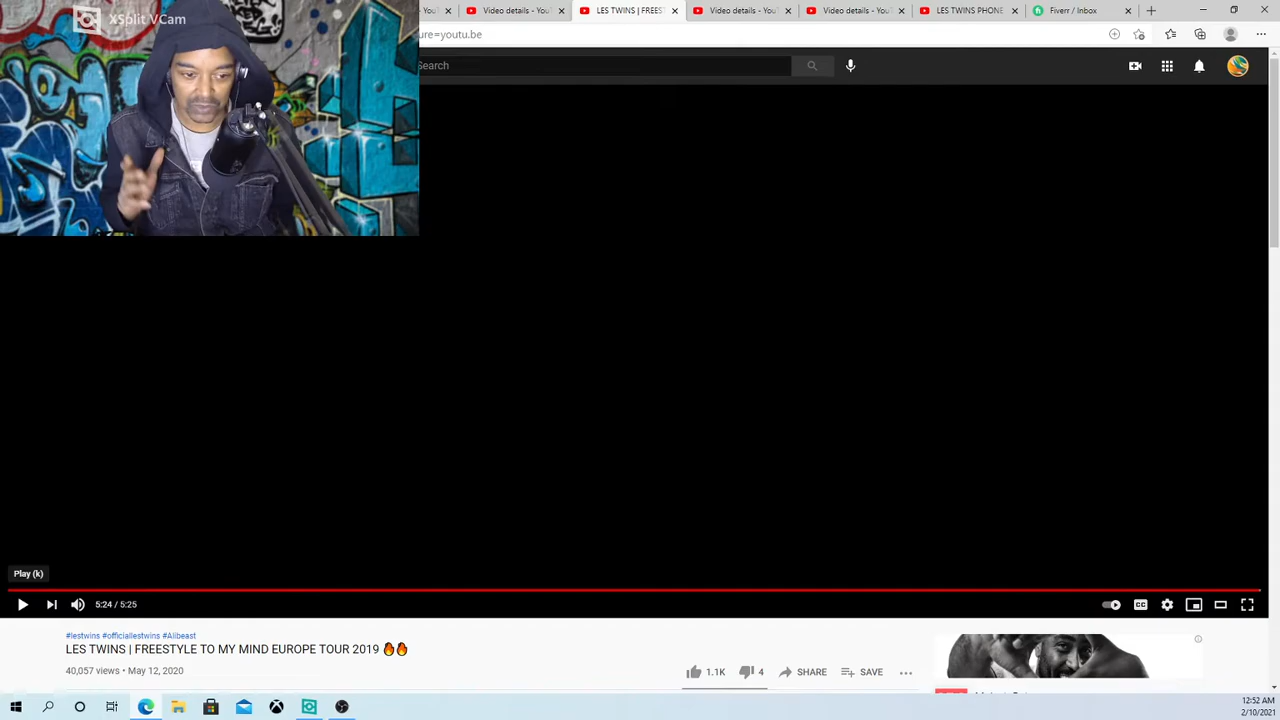 XSplit VCam
You
Video details - You
LES TWINS | FREEST
Video details - You
Video details - You
LES TWINS PHONE
Fiverr / Inbox
ure=youtu.be
Search
Play (k)
5:24 / 5:25
#lestwins #officiallestwins #Alibeast
LES TWINS | FREESTYLE TO MY MIND EUROPE TOUR 2019 🔥🔥
40,057 views • May 12, 2020
1.1K
4
SHARE
SAVE
12:52 AM
2/10/2021